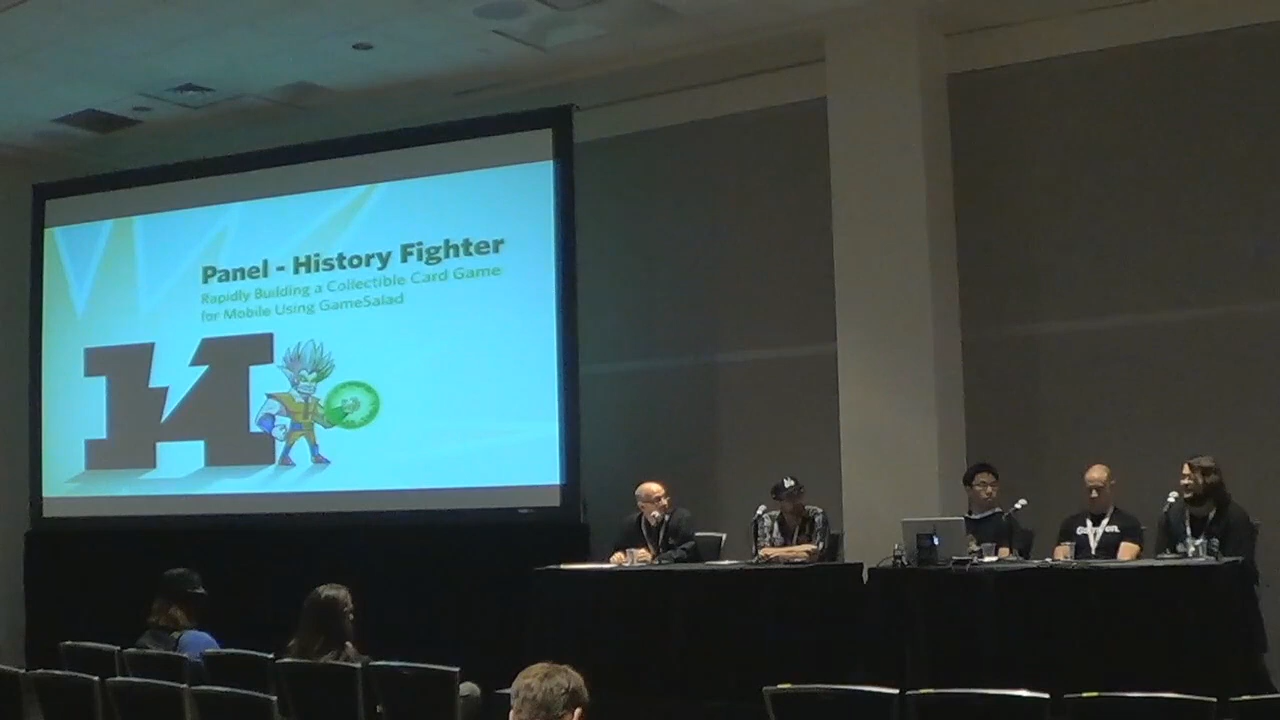 Panel - History Fighter
Rapidly Building a Collectible Card Game
for Mobile Using GameSalad